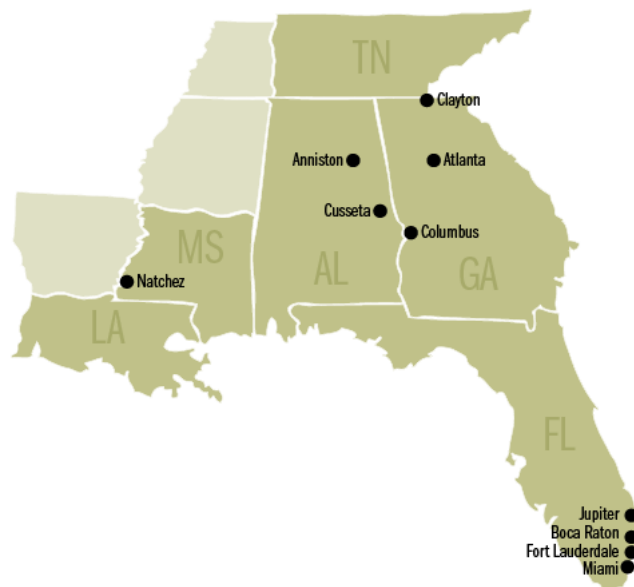 TN
Clayton
Anniston
Atlanta
Cusseta
Columbus
MS
AL
GA
Natchez
LA
FL
Jupiter
Boca Raton
Fort Lauderdale
Miami